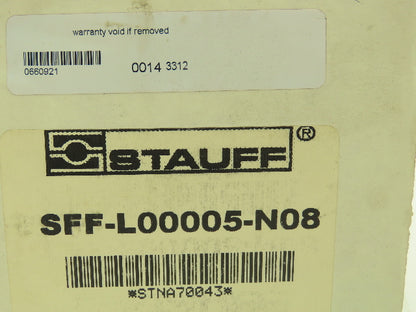 warranty void if removed
0660921
0014 3312
STAUFF®
SFF-L00005-N08
*STNA70043*